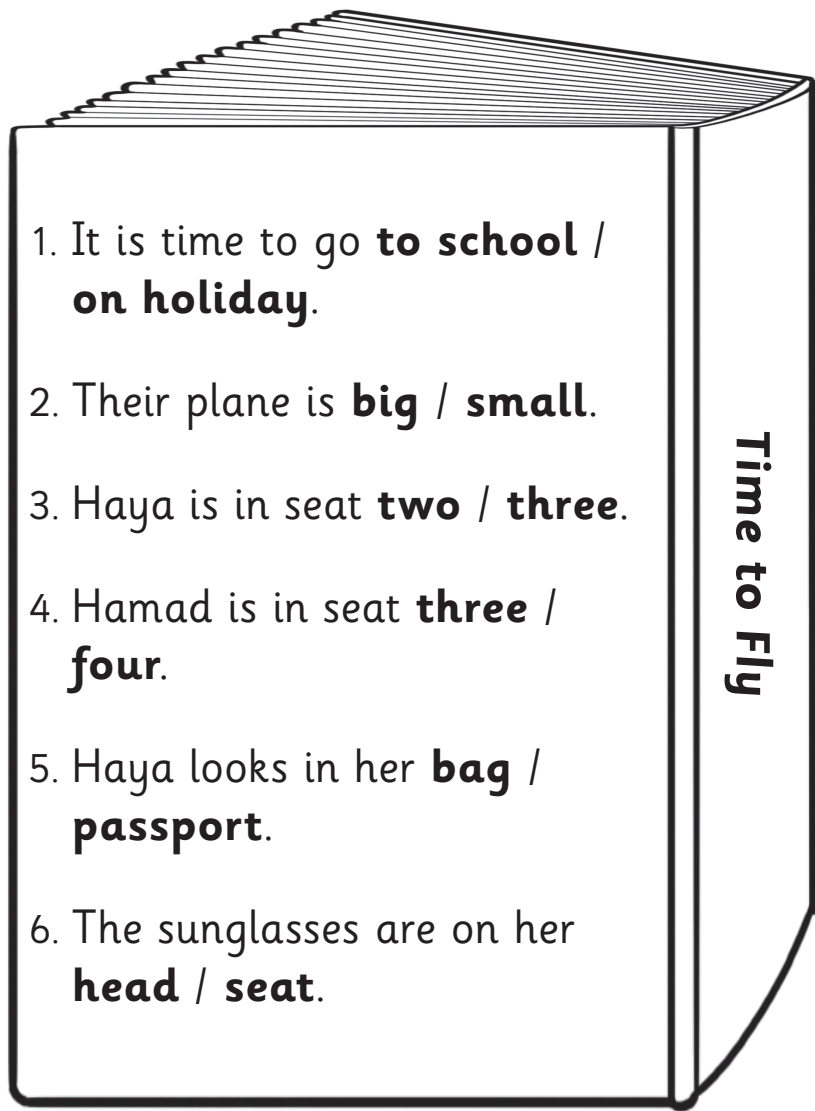 1. It is time to go to school /
on holiday.
2. Their plane is big / small.
3. Haya is in seat two / three.
4. Hamad is in seat three /
four.
5. Haya looks in her bag /
passport.
6. The sunglasses are on her
head / seat.
Time to Fly